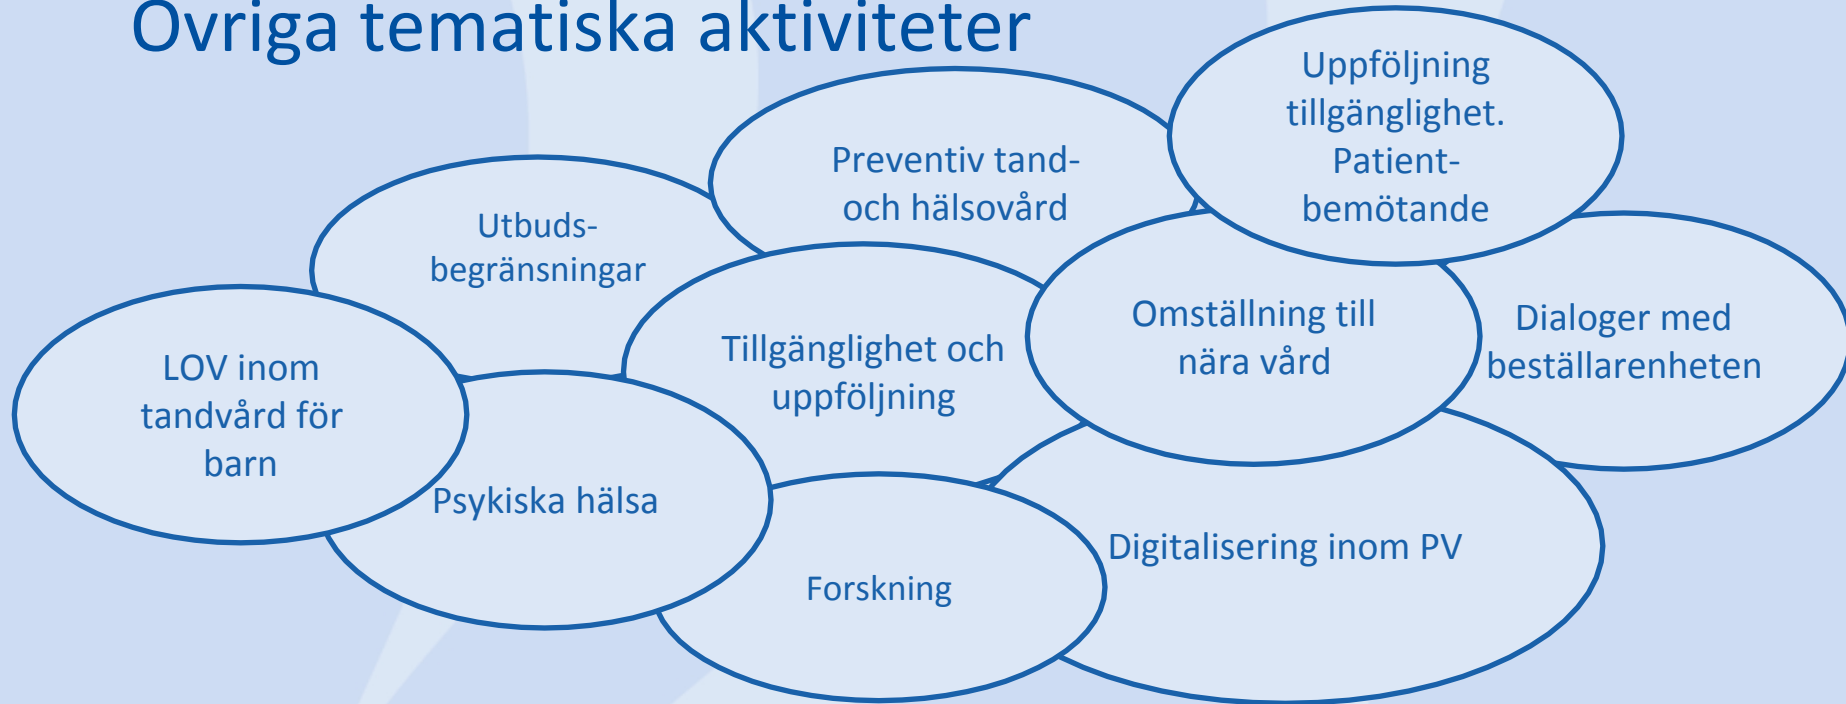 Övriga tematiska aktiviteter
Uppföljning
tillgänglighet.
Patient-
bemötande
Preventiv tand-
och hälsovård
Utbuds-
begränsningar
Omställning till
nära vård
Dialoger med
beställarenheten
Tillgänglighet och
uppföljning
LOV inom
tandvård för
barn
Psykiska hälsa
Digitalisering inom PV
Forskning